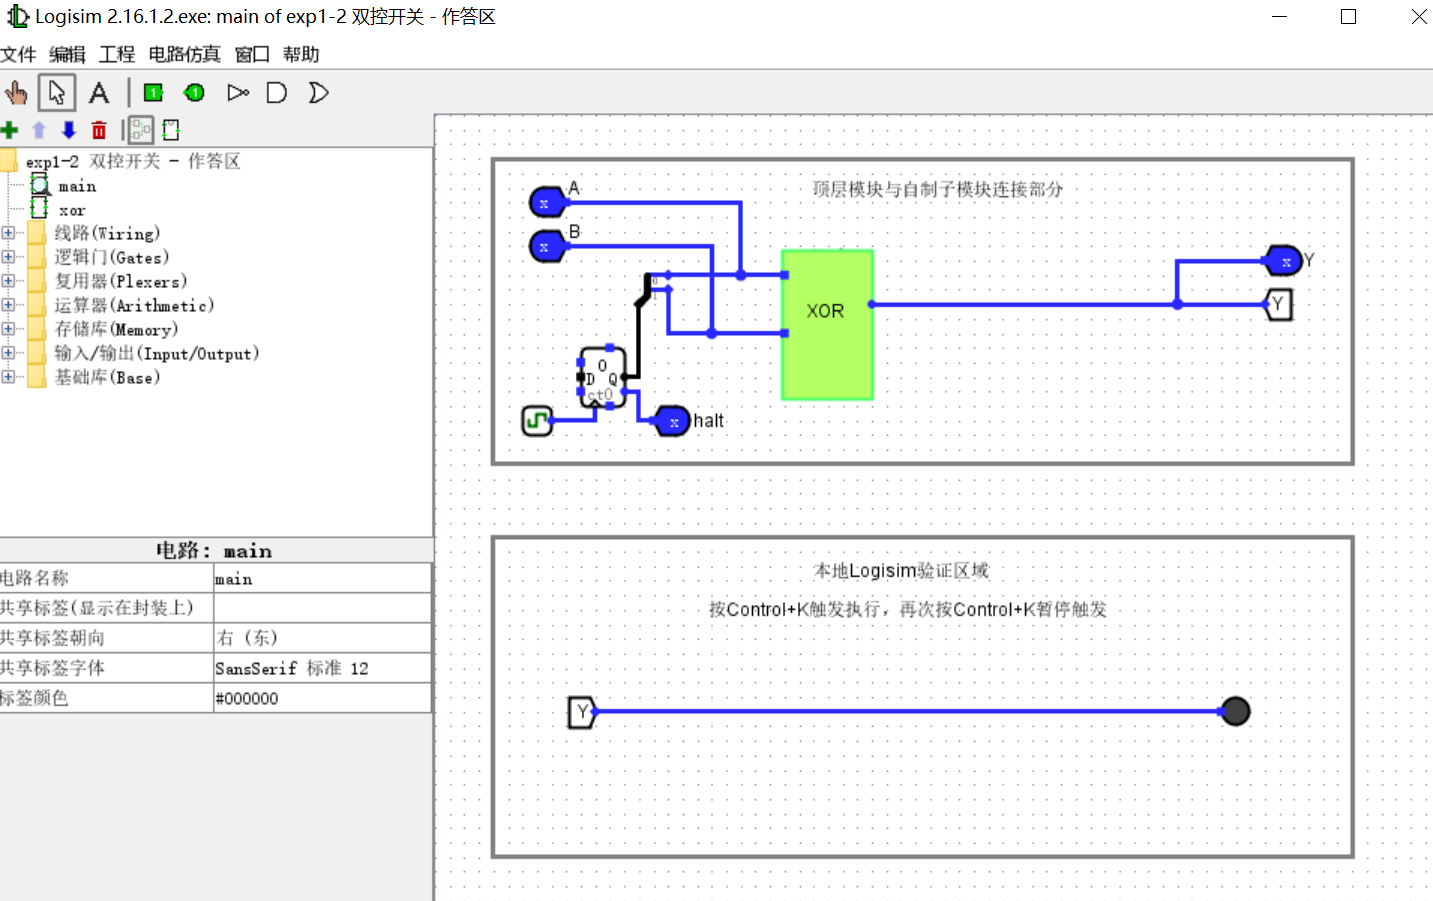 Logisim 2.16.1.2.exe: main of exp1-2 双控开关 - 作答区
文件 编辑 工程 电路仿真 窗口 帮助
A 1 1
exp1-2 双控开关 - 作答区
main
xor
线路(Wiring)
逻辑门(Gates)
复用器(Plexers)
运算器(Arithmetic)
存储库(Memory)
输入/输出(Input/Output)
基础库(Base)
电路: main
电路名称 main
共享标签(显示在封装上)
共享标签朝向 右 (东)
共享标签字体 SansSerif 标准 12
标签颜色 #000000
顶层模块与自制子模块连接部分
x A
x B
XOR
x Y
Y
0
D Q
ct0
x halt
本地Logisim验证区域
按Control+K触发执行，再次按Control+K暂停触发
Y